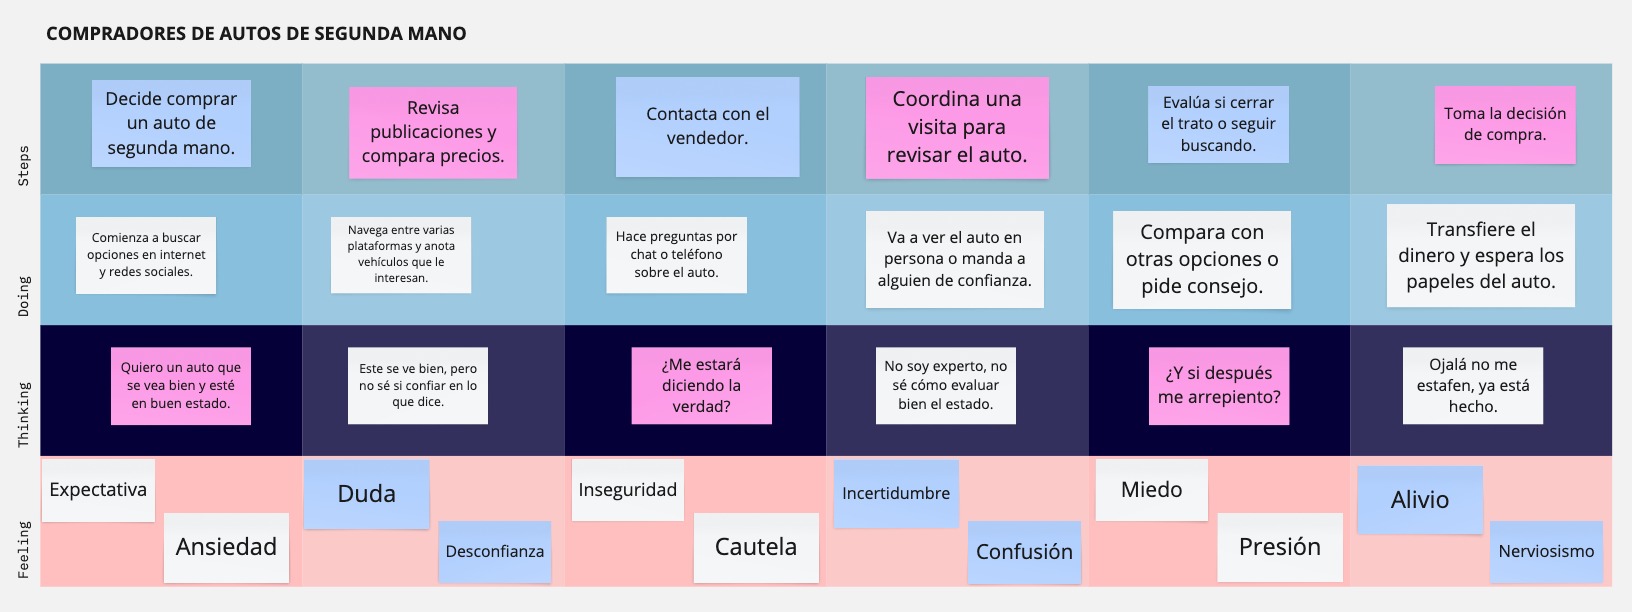 COMPRADORES DE AUTOS DE SEGUNDA MANO
Steps
Decide comprar
un auto de
segunda mano.
Revisa
publicaciones y
compara precios.
Contacta con el
vendedor.
Coordina una
visita para
revisar el auto.
Evalúa si cerrar
el trato o seguir
buscando.
Toma la decisión
de compra.
Doing
Comienza a buscar
opciones en internet
y redes sociales.
Navega entre varias
plataformas y anota
vehículos que le
interesan.
Hace preguntas por
chat o teléfono
sobre el auto.
Va a ver el auto en
persona o manda a
alguien de confianza.
Compara con
otras opciones o
pide consejo.
Transfiere el
dinero y espera los
papeles del auto.
Thinking
Quiero un auto que
se vea bien y esté
en buen estado.
Este se ve bien, pero
no sé si confiar en lo
que dice.
¿Me estará
diciendo la
verdad?
No soy experto, no
sé cómo evaluar
bien el estado.
¿Y si después
me arrepiento?
Ojalá no me
estafen, ya está
hecho.
Feeling
Expectativa
Ansiedad
Duda
Desconfianza
Inseguridad
Cautela
Incertidumbre
Confusión
Miedo
Presión
Alivio
Nerviosismo